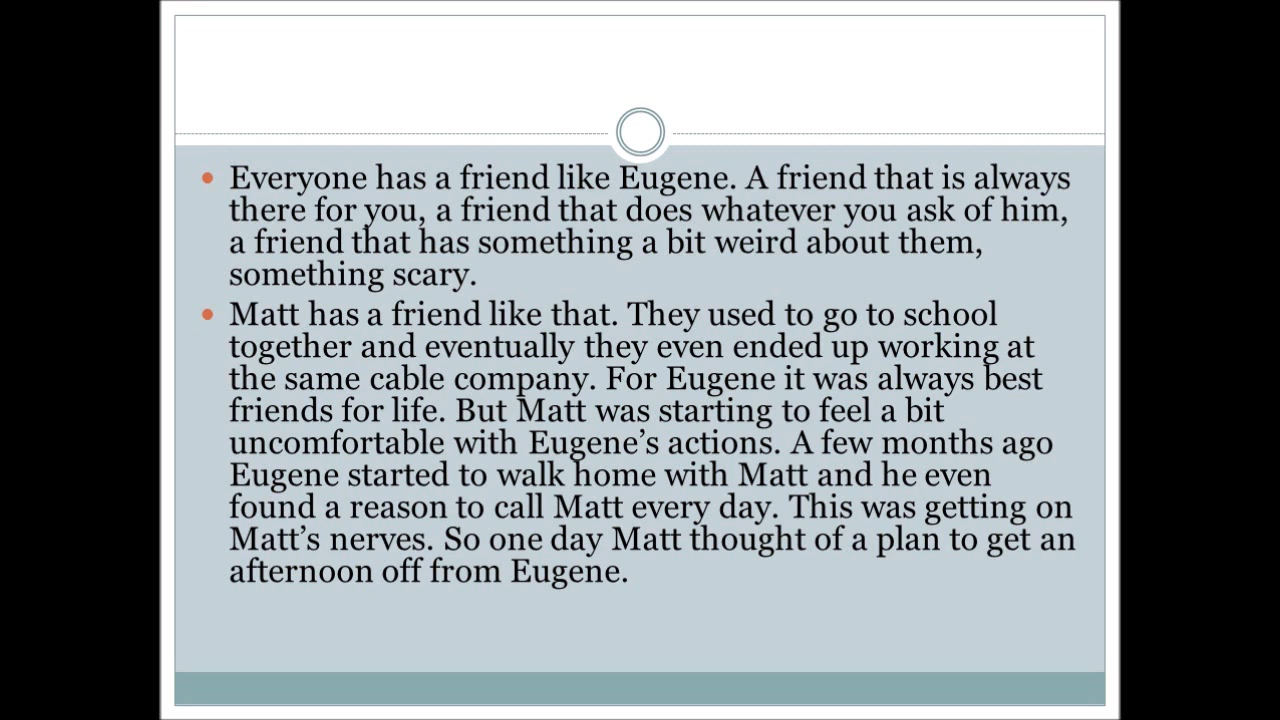 • Everyone has a friend like Eugene. A friend that is always
there for you, a friend that does whatever you ask of him,
a friend that has something a bit weird about them,
something scary.
• Matt has a friend like that. They used to go to school
together and eventually they even ended up working at
the same cable company. For Eugene it was always best
friends for life. But Matt was starting to feel a bit
uncomfortable with Eugene’s actions. A few months ago
Eugene started to walk home with Matt and he even
found a reason to call Matt every day. This was getting on
Matt’s nerves. So one day Matt thought of a plan to get an
afternoon off from Eugene.